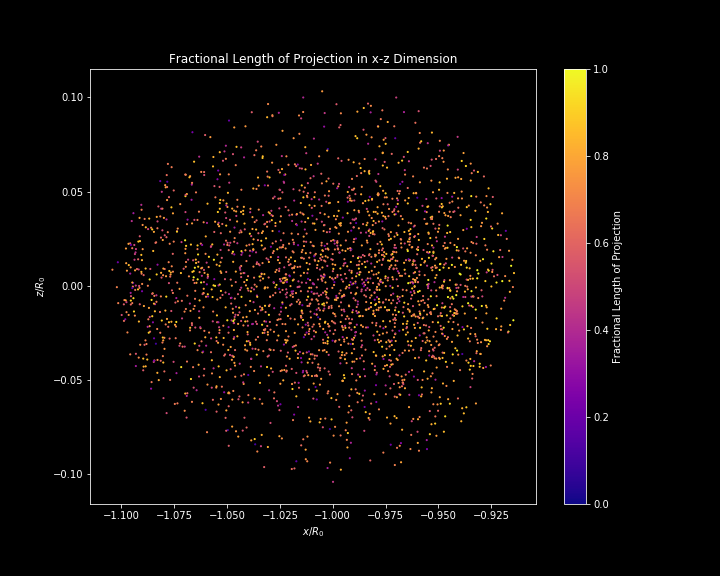 Fractional Length of Projection in x-z Dimension
0.10
0.05
0.00
−0.05
−0.10
z/R₀
−1.100 −1.075 −1.050 −1.025 −1.000 −0.975 −0.950 −0.925
x/R₀
1.0
0.8
0.6
0.4
0.2
0.0
Fractional Length of Projection